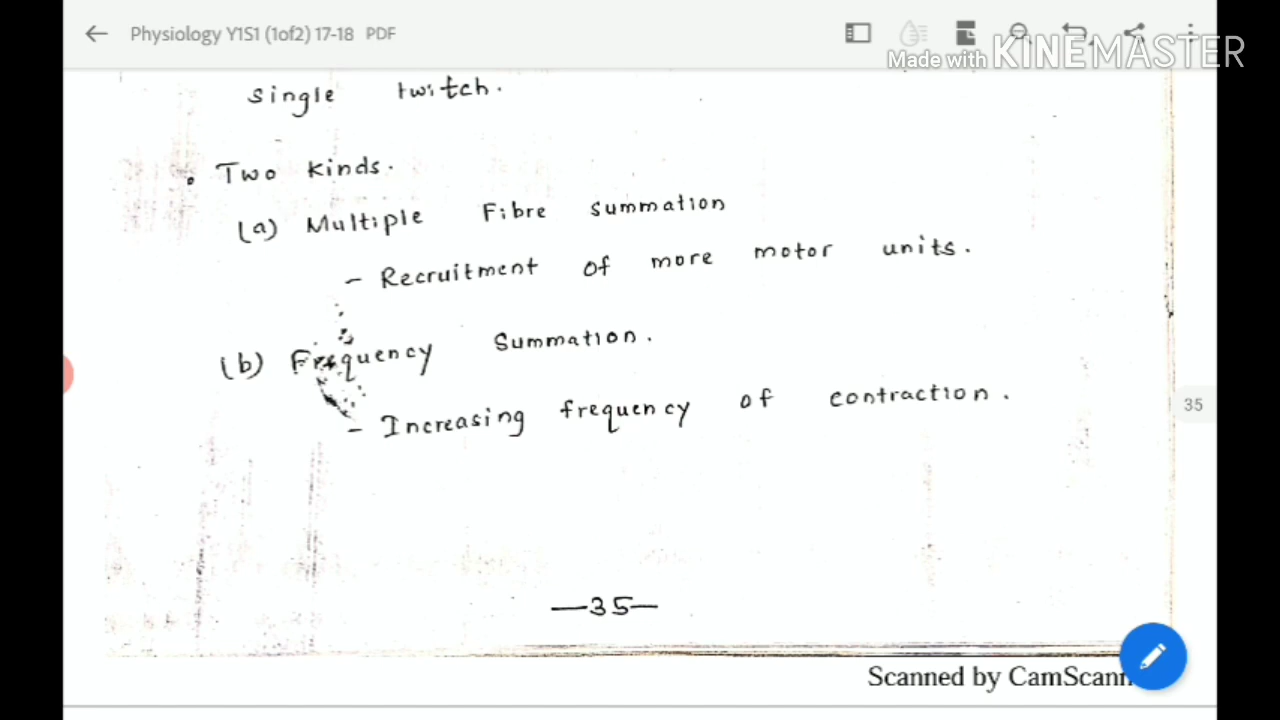 Physiology Y1S1 (1of2) 17-18 PDF
Made with KINEMASTER
single twitch.
• Two kinds.
(a) Multiple Fibre summation
- Recruitment of more motor units.
(b) Frequency Summation.
- Increasing frequency of contraction.
35
—35—
Scanned by CamScann